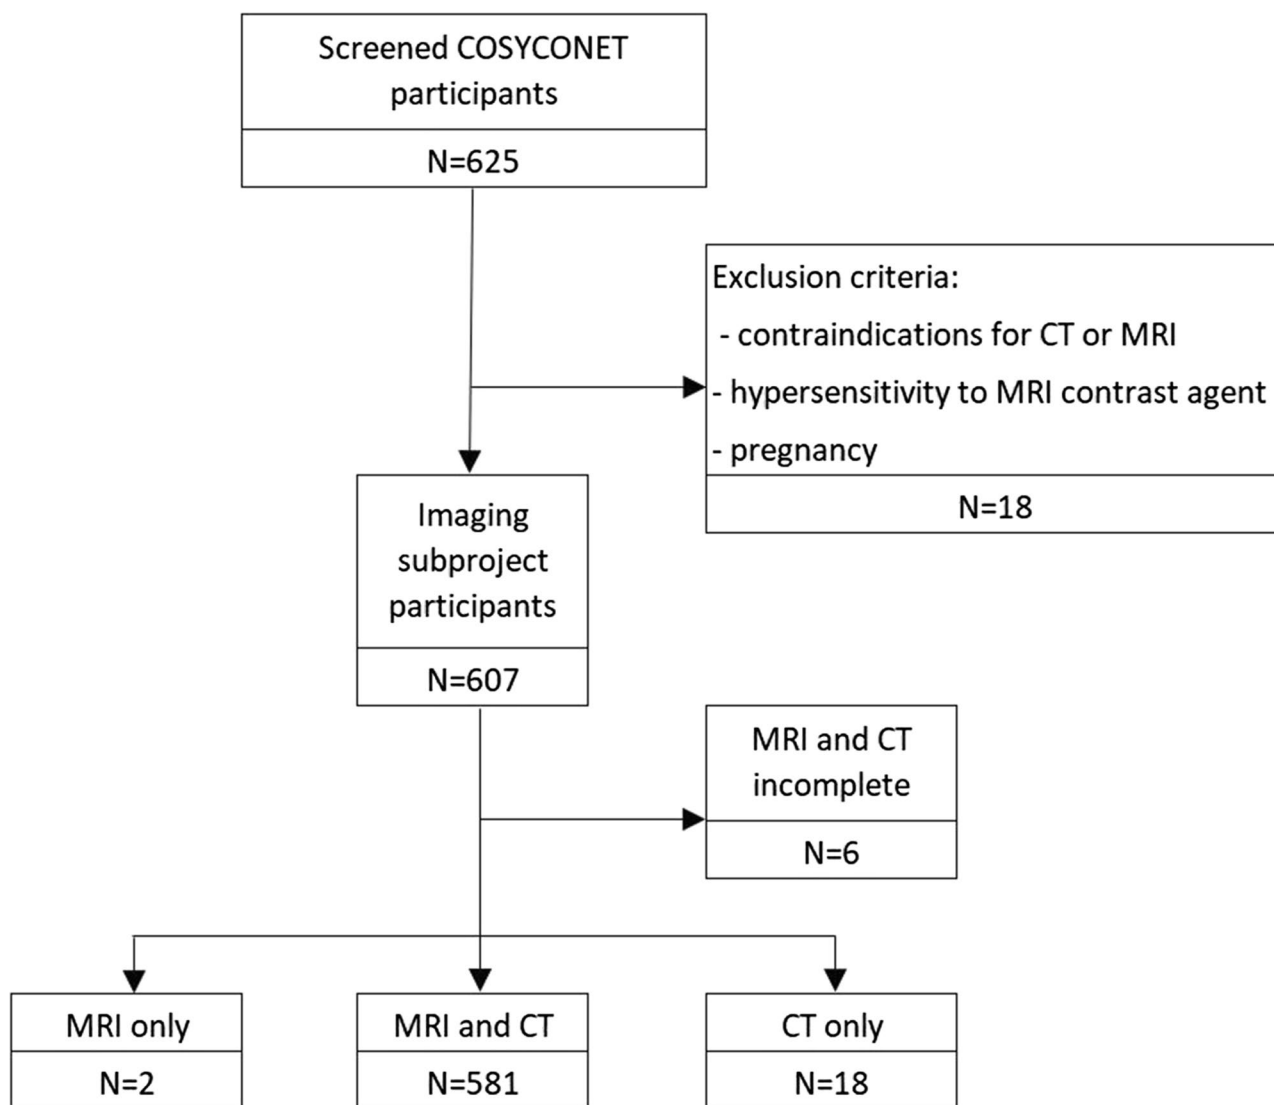 Screened COSYCONET
participants
N=625
Exclusion criteria:
- contraindications for CT or MRI
- hypersensitivity to MRI contrast agent
- pregnancy
N=18
Imaging
subproject
participants
N=607
MRI and CT
incomplete
N=6
MRI only
N=2
MRI and CT
N=581
CT only
N=18